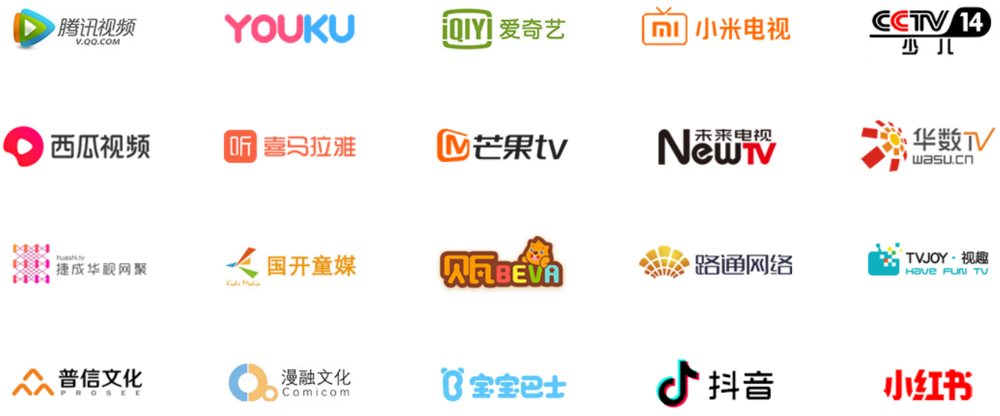 腾讯视频
V.QQ.COM
YOUKU
iQIYI 爱奇艺
mi 小米电视
CCTV 14
少儿
西瓜视频
听 喜马拉雅
芒果tv
未来电视
NewTV
华数TV
wasu.cn
huashi.tv
捷成华视网聚
国开童媒
Kids Media
贝瓦BEVA
路通网络
TVJOY·视趣
HAVE FUN TV
普信文化
PROSEE
漫融文化
Comicom
宝宝巴士
抖音
小红书